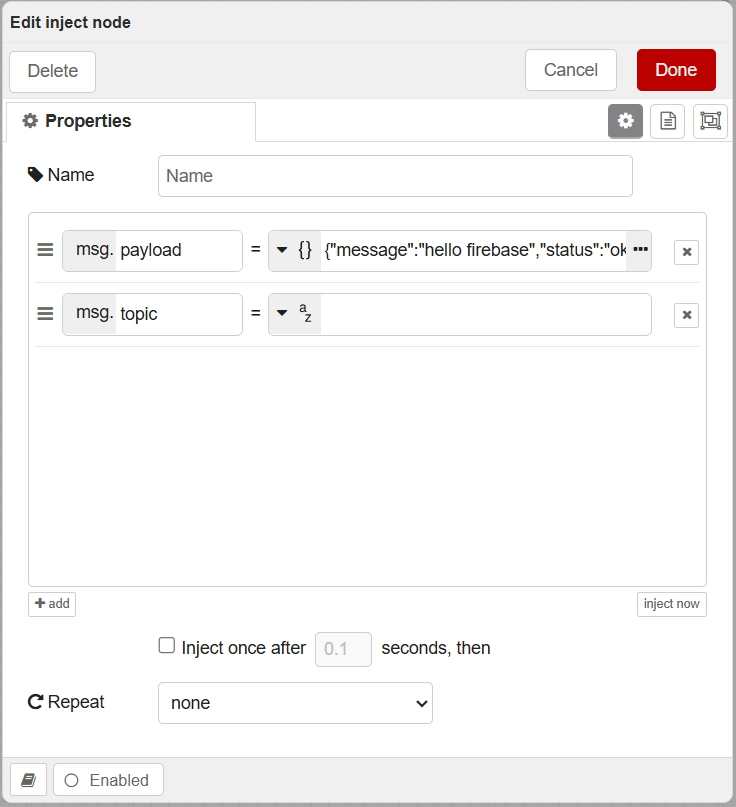 Edit inject node
Delete Cancel Done
Properties
Name Name
msg. payload = {} {"message":"hello firebase","status":"ok •••
msg. topic = a z
add inject now
Inject once after 0.1 seconds, then
Repeat none
Enabled